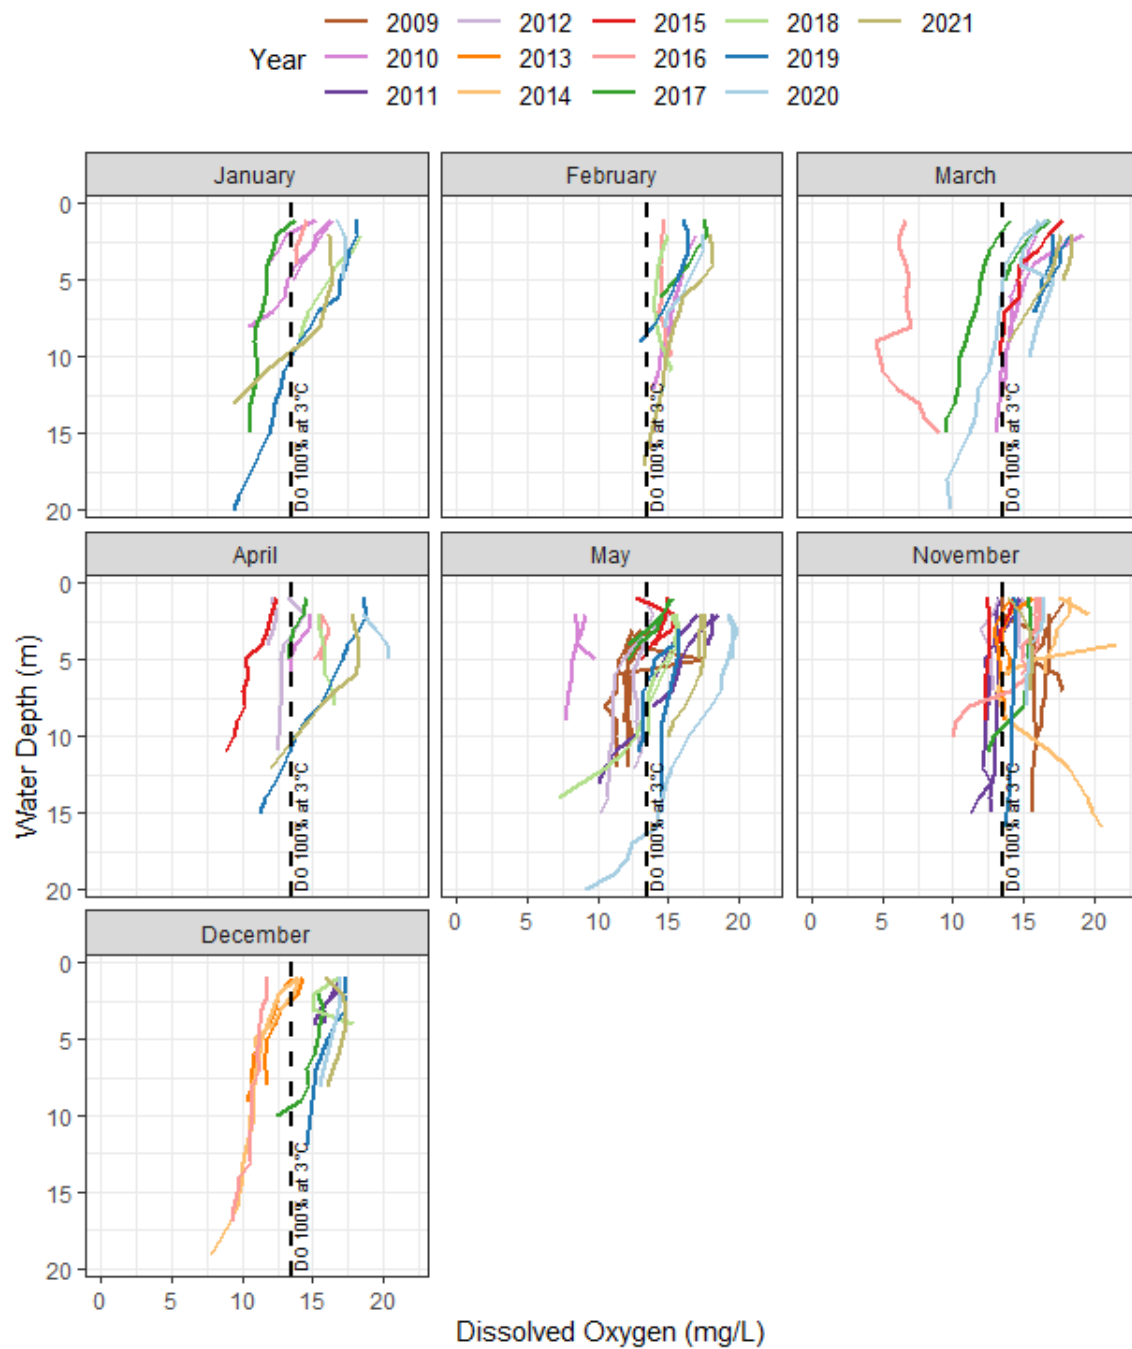 2009 2012 2015 2018 2021
Year 2010 2013 2016 2019
2011 2014 2017 2020
January February March
0
5
10
15
20
DO 100% at 3°C DO 100% at 3°C DO 100% at 3°C
April May November
0
5
10
15
20
DO 100% at 3°C DO 100% at 3°C DO 100% at 3°C
0 5 10 15 20 0 5 10 15 20
Water Depth (m)
December
0
5
10
15
20
DO 100% at 3°C
0 5 10 15 20
Dissolved Oxygen (mg/L)